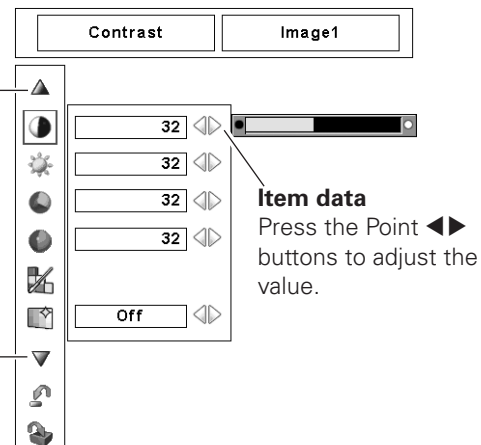 Contrast Image1
32
32
32
32
Off
Item data
Press the Point ◀▶
buttons to adjust the
value.